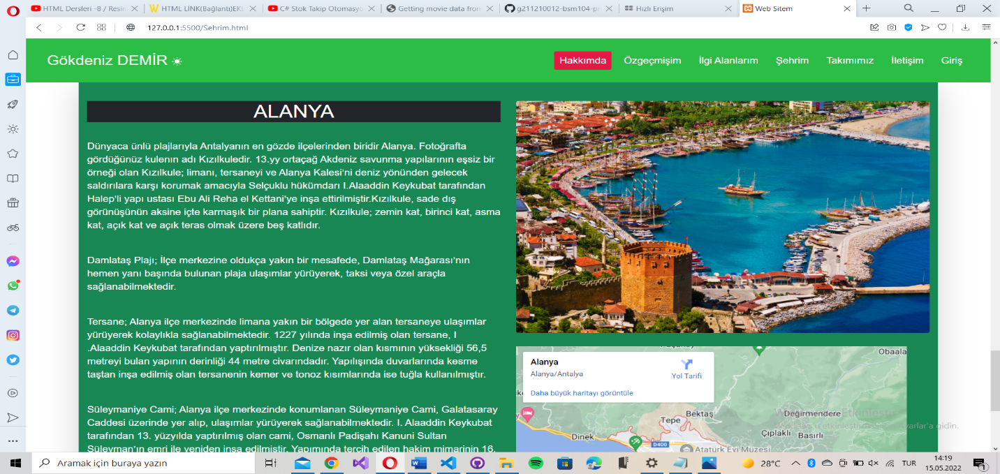 HTML Dersleri -8 / Resim
HTML LİNK(Bağlantı)EKL
C# Stok Takip Otomasyo
Getting movie data from
g211210012-bsm104-pr
Hızlı Erişim
Web Sitem
127.0.0.1:5500/Sehrim.html
Gökdeniz DEMİR
Hakkımda Özgeçmişim İlgi Alanlarım Şehrim Takımımız İletişim Giriş
ALANYA
Dünyaca ünlü plajlarıyla Antalyanın en gözde ilçelerinden biridir Alanya. Fotoğrafta
gördüğünüz kulenın adı Kızılkuledir. 13.yy ortaçağ Akdeniz savunma yapılarının eşsiz bir
örneği olan Kızılkule; limanı, tersaneyi ve Alanya Kalesi’ni deniz yönünden gelecek
saldırılara karşı korumak amacıyla Selçuklu hükümdarı I.Alaaddin Keykubat tarafından
Halep’li yapı ustası Ebu Ali Reha el Kettani’ye inşa ettirilmiştir.Kızılkule, sade dış
görünüşünün aksine içte karmaşık bir plana sahiptir. Kızılkule; zemin kat, birinci kat, asma
kat, açık kat ve açık teras olmak üzere beş katlıdır.
Damlataş Plajı; İlçe merkezine oldukça yakın bir mesafede, Damlataş Mağarası’nın
hemen yanı başında bulunan plaja ulaşımlar yürüyerek, taksi veya özel araçla
sağlanabilmektedir.
Tersane; Alanya ilçe merkezinde limana yakın bir bölgede yer alan tersaneye ulaşımlar
yürüyerek kolaylıkla sağlanabilmektedir. 1227 yılında inşa edilmiş olan tersane, I
.Alaaddin Keykubat tarafından yaptırılmıştır. Denize nazır olan kısmının yüksekliği 56,5
metreyi bulan yapının derinliği 44 metre civarındadır. Yapılışında duvarlarında kesme
taştan inşa edilmiş olan tersanenin kemer ve tonoz kısımlarında ise tuğla kullanılmıştır.
Süleymaniye Cami; Alanya ilçe merkezinde konumlanan Süleymaniye Cami, Galatasaray
Caddesi üzerinde yer alıp, ulaşımlar yürüyerek sağlanabilmektedir. I. Alaaddin Keykubat
tarafından 13. yüzyılda yaptırılmış olan cami, Osmanlı Padişahı Kanuni Sultan
Süleyman’ın emri ile yeniden inşa edilmiştir. Yapımında tercih edilen hakim mimarinin 16.
Obaala
Alanya
Alanya/Antalya
Yol Tarifi
Daha büyük haritayı görüntüle
Bektaş
Tepe
Değirmendere
Çıplaklı Basırlı
Dinek
D400
Atatürk Evi Müzesi
Aramak için buraya yazın
28°C
TUR
14:19
15.05.2022
1